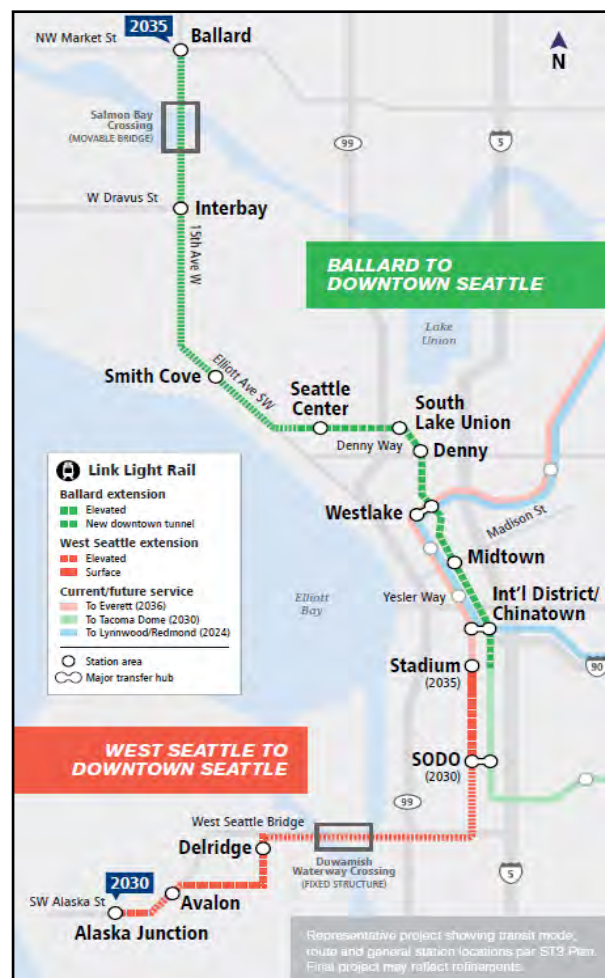 2035
NW Market St
Ballard
N
Salmon Bay
Crossing
(MOVABLE BRIDGE)
99
5
W Dravus St
Interbay
15th Ave W
BALLARD TO
DOWNTOWN SEATTLE
Lake
Union
Smith Cove
Elliott Ave SW
Seattle
Center
South
Lake Union
Denny Way
Denny
Link Light Rail
Ballard extension
Elevated
New downtown tunnel
West Seattle extension
Elevated
Surface
Current/future service
To Everett (2036)
To Tacoma Dome (2030)
To Lynnwood/Redmond (2024)
Station area
Major transfer hub
Westlake
Madison St
Midtown
Elliott
Bay
Yesler Way
Int'l District/
Chinatown
Stadium
(2035)
90
WEST SEATTLE TO
DOWNTOWN SEATTLE
SODO
(2030)
99
West Seattle Bridge
Delridge
Duwamish
Waterway Crossing
(FIXED STRUCTURE)
5
2030
SW Alaska St
Avalon
Alaska Junction
Representative project showing transit mode,
route and general station locations per ST3 Plan.
Final project may reflect refinements.